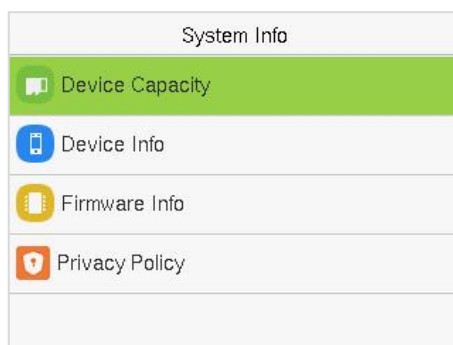 System Info
Device Capacity
Device Info
Firmware Info
Privacy Policy